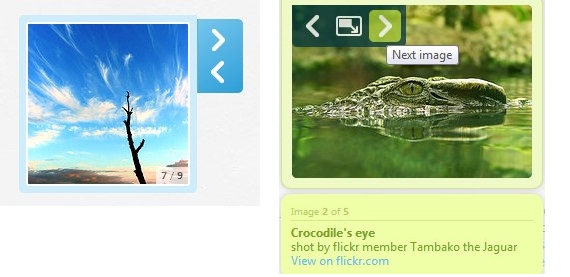 7 / 9
Next image
Image 2 of 5
Crocodile's eye
shot by flickr member Tambako the Jaguar
View on flickr.com